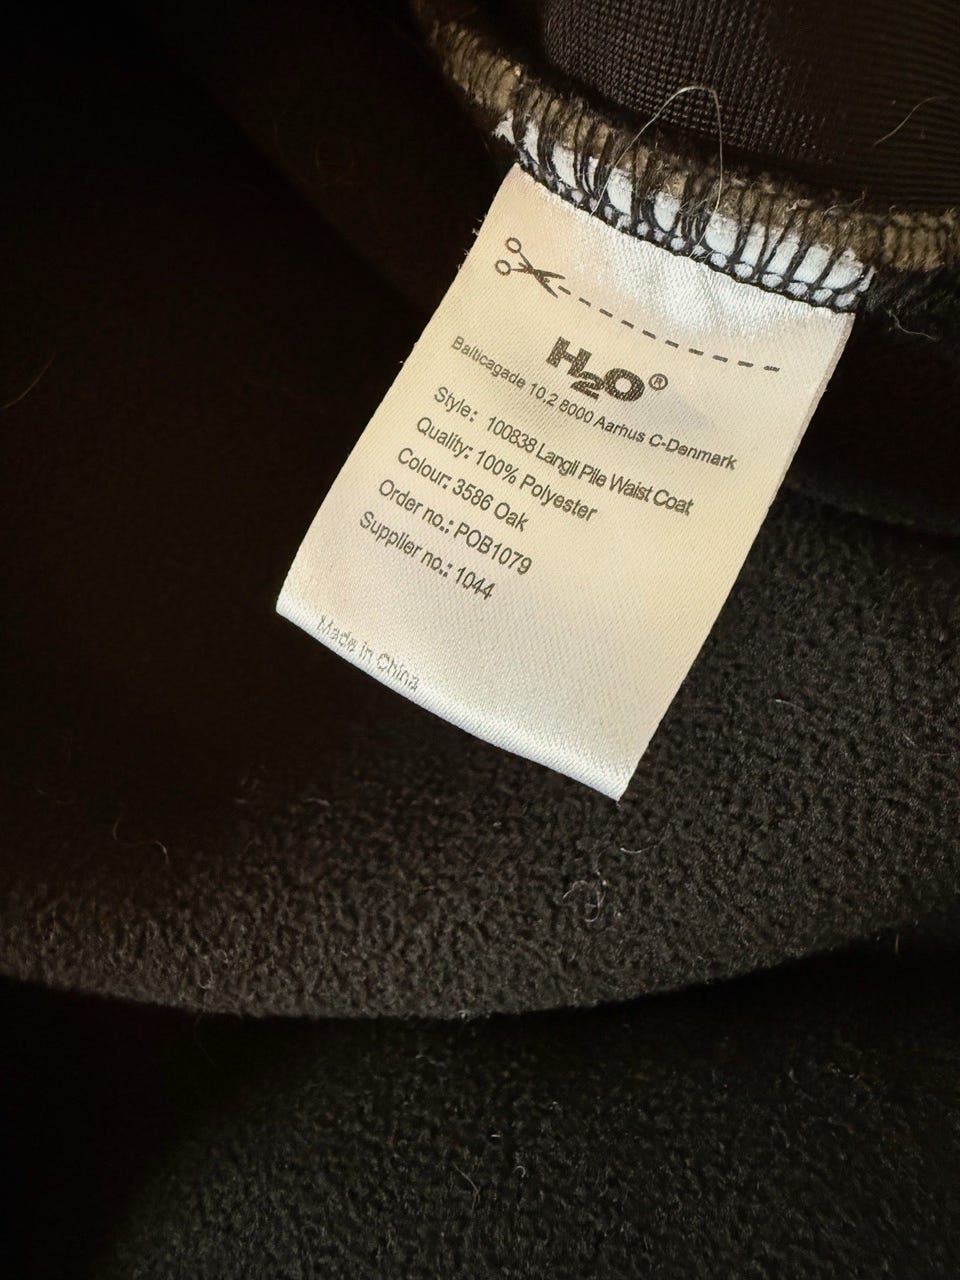 H2O®
Balticagade 10.2 8000 Aarhus C-Denmark
Style: 100838 Langli Pile Waist Coat
Quality: 100% Polyester
Colour: 3586 Oak
Order no.: POB1079
Supplier no.: 1044
Made in China